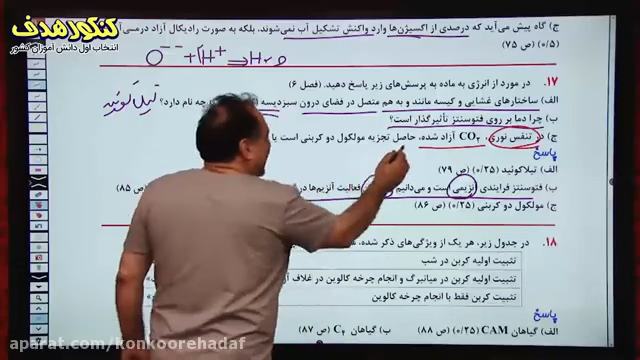 کنکورهدف
انتخاب اول دانش آموزان کشور
ج) گاه پیش می‌آید که درصدی از اکسیژن‌ها وارد واکنش تشکیل آب نمی‌شوند، بلکه به صورت رادیکال آزاد درمی‌آ
(۰/۵) (ص ۷۵)
O⁻⁻ + 2H⁺ ⇒ H₂O
۱۷. در مورد از انرژی به ماده به پرسش‌های زیر پاسخ دهید. (فصل ۶)
الف) ساختارهای غشایی و کیسه مانند و به هم متصل در فضای درون سبزدیسه چه نام دارد؟
تیلاکوئید
ب) چرا دما بر روی فتوسنتز تأثیرگذار است؟
ج) در تنفس نوری، CO₂ آزاد شده، حاصل تجزیه مولکول دو کربنی است یا
پاسخ
الف) تیلاکوئید (۰/۲۵) (ص ۷۹)
ب) فتوسنتز فرایندی آنزیمی است و می‌دانیم فعالیت آنزیم‌ها در (ص ۸۵)
ج) مولکول دو کربنی (۰/۲۵) (ص ۸۶)
۱۸. در جدول زیر، هر یک از ویژگی‌های ذکر شده،
تثبیت اولیه کربن در شب
تثبیت اولیه کربن در میانبرگ و انجام چرخه کالوین در غلاف آ
تثبیت کربن فقط با انجام چرخه کالوین
پاسخ
الف) گیاهان CAM (۰/۲۵) (ص ۸۸) ب) گیاهان C₄ (ص ۸۷)
aparat.com/konkoorehadaf